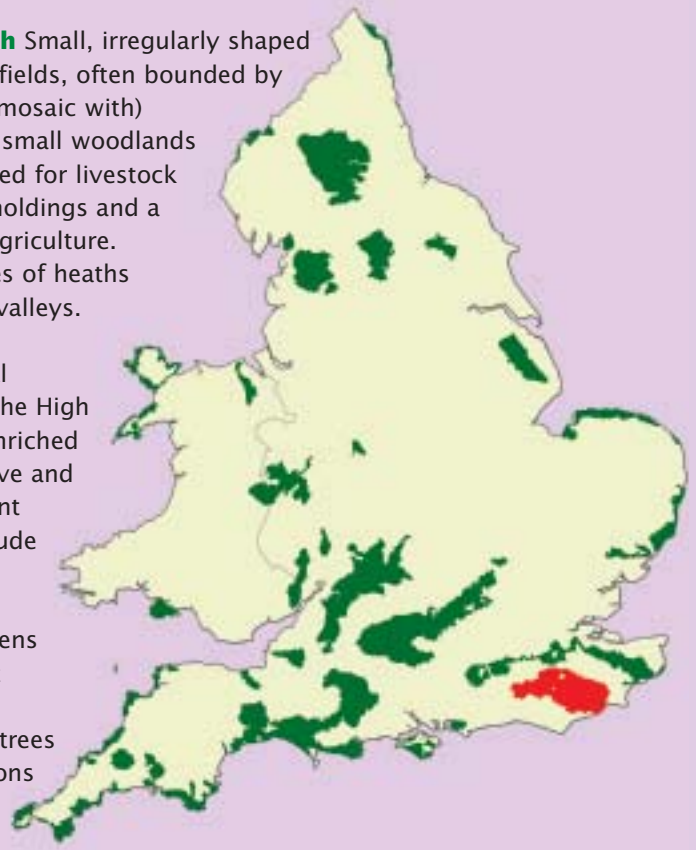 h Small, irregularly shaped
fields, often bounded by
mosaic with)
small woodlands
ed for livestock
holdings and a
griculture.
es of heaths
valleys.
l
he High
nriched
ve and
nt
ude
ens
trees
ons